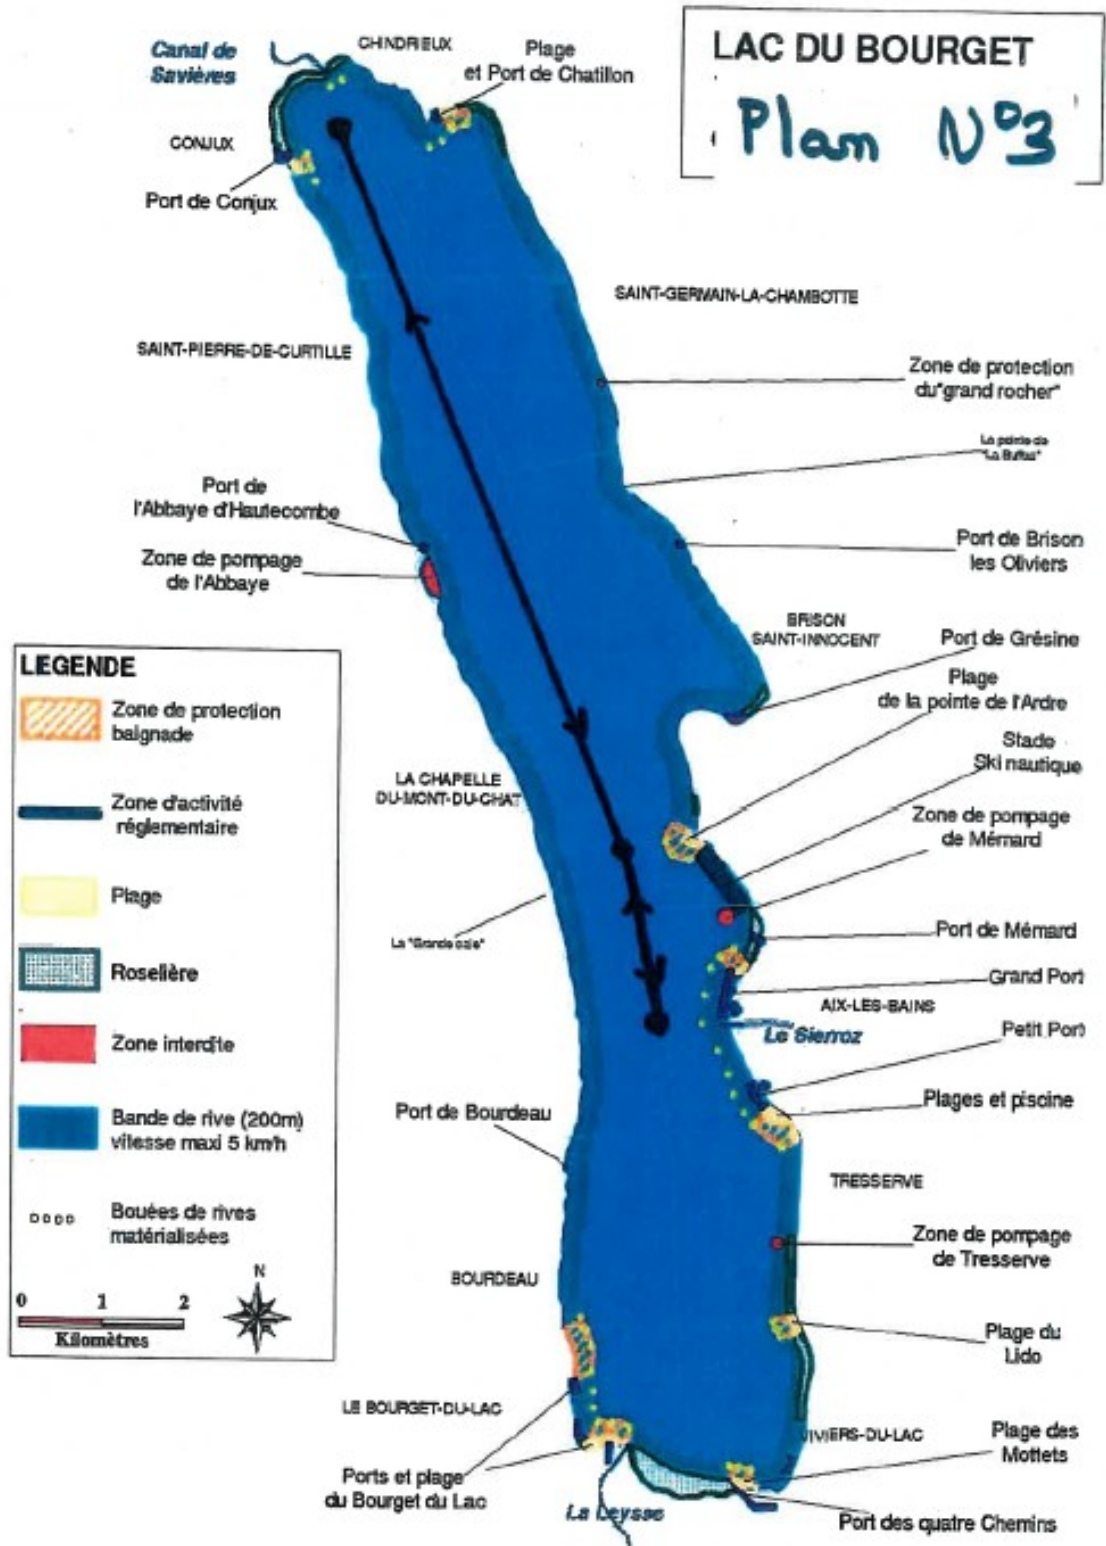 LAC DU BOURGET
Plan N°3
Canal de
Savières
CHINDRIEUX
Plage
et Port de Chatillon
CONJUX
Port de Conjux
SAINT-GERMAIN-LA-CHAMBOTTE
SAINT-PIERRE-DE-CURTILLE
Zone de protection
du "grand rocher"
La pointe de
Port de
l'Abbaye d'Hautecombe
Zone de pompage
de l'Abbaye
Port de Brison
les Oliviers
BRISON
SAINT-INNOCENT
Port de Grésine
Plage
de la pointe de l'Ardre
Stade
Ski nautique
LA CHAPELLE
DU-MONT-DU-CHAT
Zone de pompage
de Mémard
La "Grande cale"
Port de Mémard
Grand Port
AIX-LES-BAINS
Le Sierroz
Petit Port
Plages et piscine
Port de Bourdeau
TRESSERVE
Zone de pompage
de Tresserve
BOURDEAU
Plage du
Lido
LE BOURGET-DU-LAC
VIVIERS-DU-LAC
Plage des
Mottets
Ports et plage
du Bourget du Lac
La Leysse
Port des quatre Chemins
LEGENDE
Zone de protection
baignade
Zone d'activité
réglementaire
Plage
Roselière
Zone interdite
Bande de rive (200m)
vitesse maxi 5 km/h
Bouées de rives
matérialisées
N
0 1 2
Kilomètres